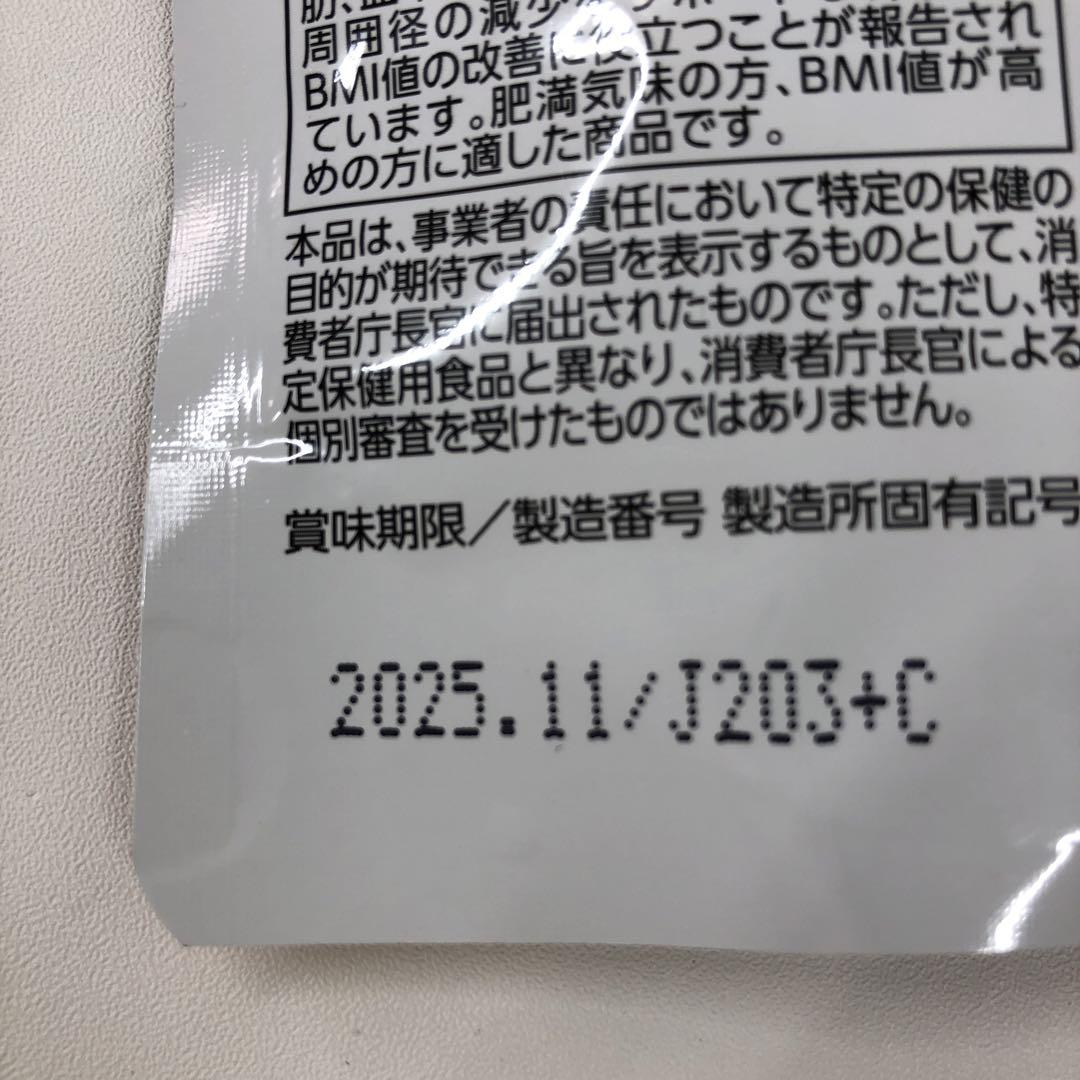 周囲径の減少
BMI値の改善に役立つことが報告され
ています。肥満気味の方、BMI値が高
めの方に適した商品です。
本品は、事業者の責任において特定の保健の
目的が期待できる旨を表示するものとして、消
費者庁長官に届出されたものです。ただし、特
定保健用食品と異なり、消費者庁長官による
個別審査を受けたものではありません。
賞味期限／製造番号 製造所固有記号
2025.11/J203+C